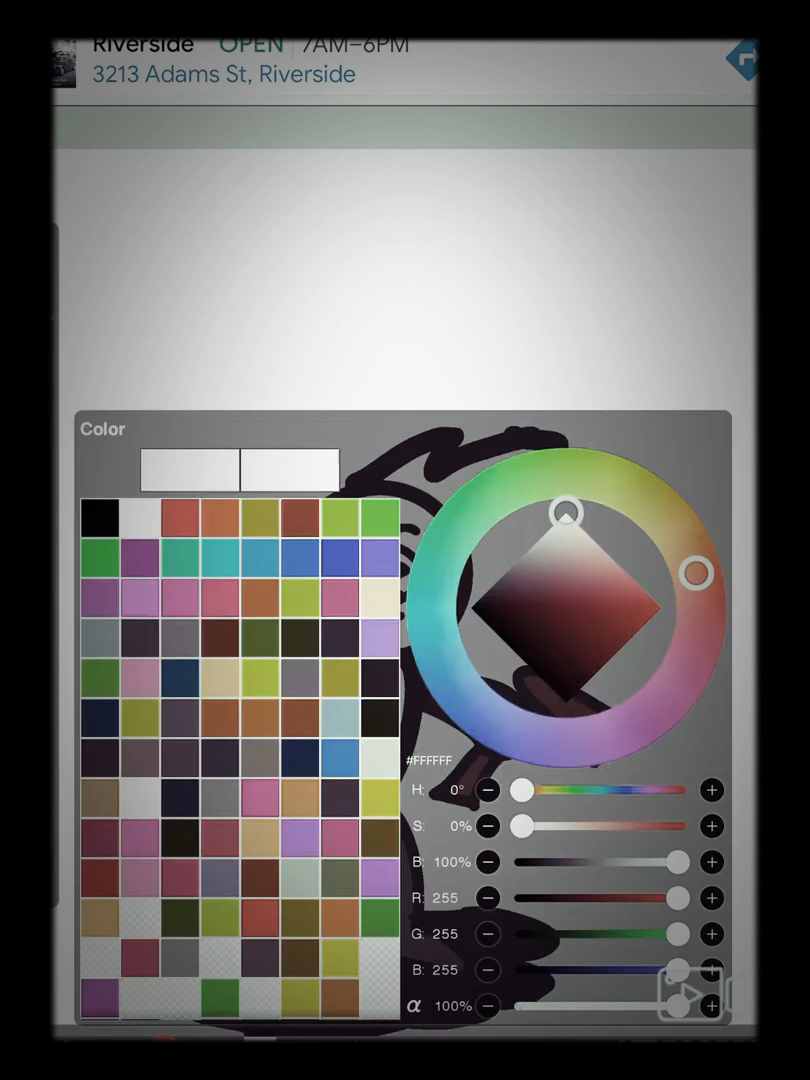 Riverside OPEN 7AM–6PM
3213 Adams St, Riverside
Color
#FFFFFF
H: 0°
S: 0%
B: 100%
R: 255
G: 255
B: 255
α 100%